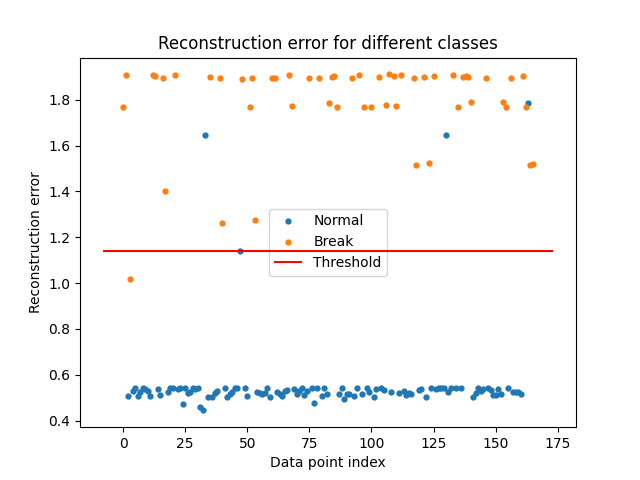 Reconstruction error for different classes
Reconstruction error
1.8
1.6
1.4
1.2
1.0
0.8
0.6
0.4
Normal
Break
Threshold
0 25 50 75 100 125 150 175
Data point index